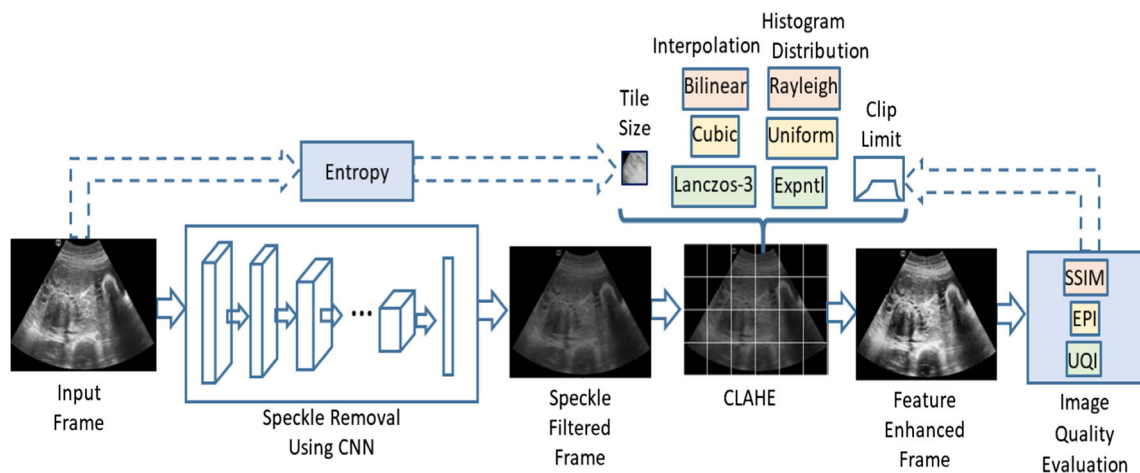 Interpolation
Histogram
Distribution
Tile
Size
Bilinear
Cubic
Lanczos-3
Rayleigh
Uniform
Expntl
Clip
Limit
Entropy
...
Input
Frame
Speckle Removal
Using CNN
Speckle
Filtered
Frame
CLAHE
Feature
Enhanced Frame
SSIM
EPI
UQI
Image
Quality
Evaluation